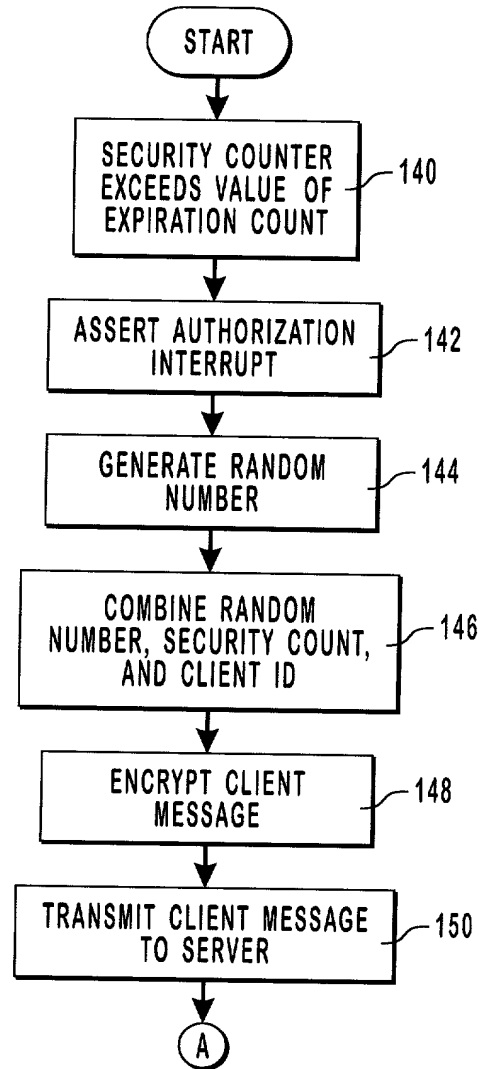 START
SECURITY COUNTER
EXCEEDS VALUE OF
EXPIRATION COUNT
140
ASSERT AUTHORIZATION
INTERRUPT
142
GENERATE RANDOM
NUMBER
144
COMBINE RANDOM
NUMBER, SECURITY COUNT,
AND CLIENT ID
146
ENCRYPT CLIENT
MESSAGE
148
TRANSMIT CLIENT MESSAGE
TO SERVER
150
A